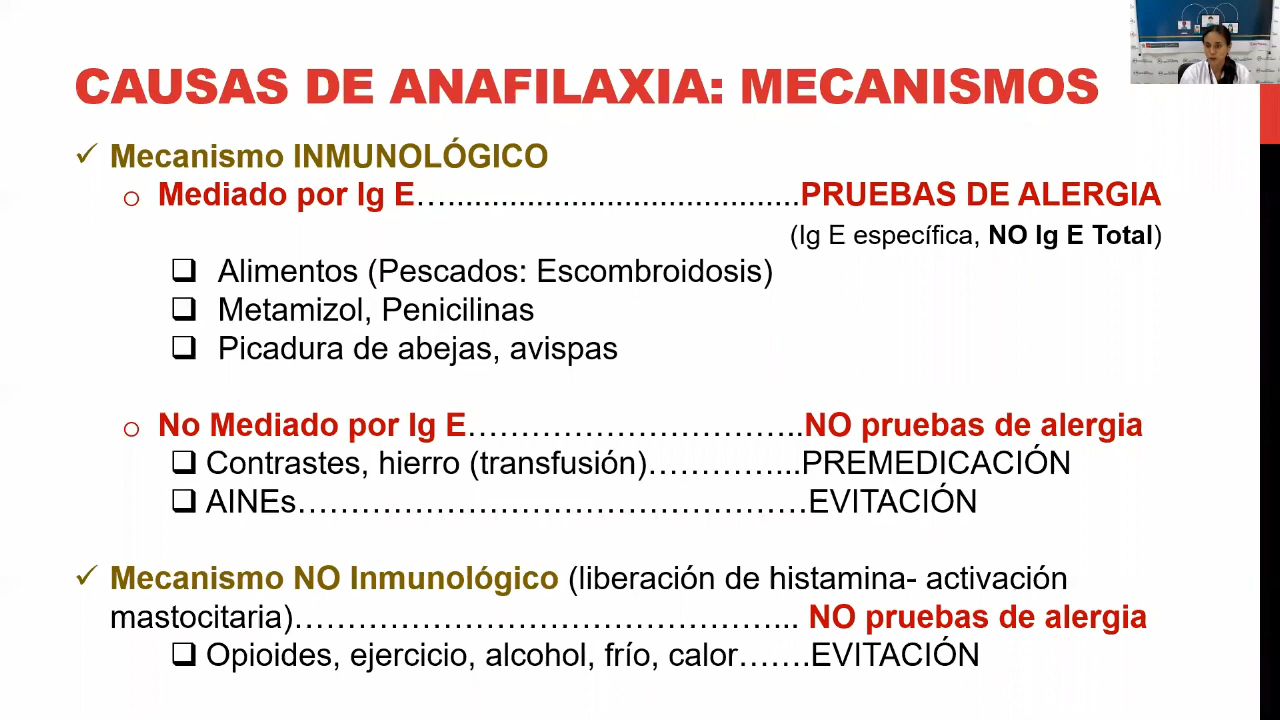 CAUSAS DE ANAFILAXIA: MECANISMOS
✓ Mecanismo INMUNOLÓGICO
o Mediado por Ig E…......................................PRUEBAS DE ALERGIA
(Ig E específica, NO Ig E Total)
❑ Alimentos (Pescados: Escombroidosis)
❑ Metamizol, Penicilinas
❑ Picadura de abejas, avispas
o No Mediado por Ig E…………………………..NO pruebas de alergia
❑ Contrastes, hierro (transfusión)…………...PREMEDICACIÓN
❑ AINEs…………………………………………EVITACIÓN
✓ Mecanismo NO Inmunológico (liberación de histamina- activación
mastocitaria)………………………………………... NO pruebas de alergia
❑ Opioides, ejercicio, alcohol, frío, calor…….EVITACIÓN